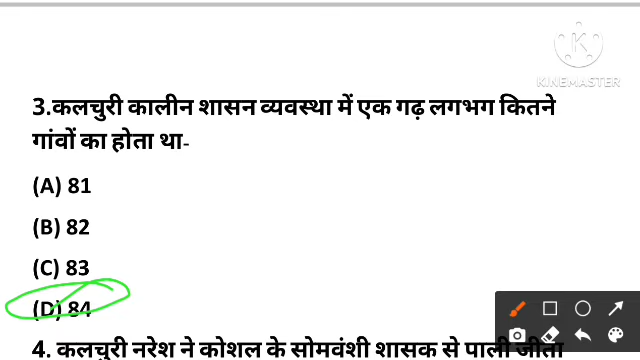 KINEMASTER
3.कलचुरी कालीन शासन व्यवस्था में एक गढ़ लगभग कितने
गांवों का होता था-
(A) 81
(B) 82
(C) 83
(D) 84
4. कलचुरी नरेश ने कोशल के सोमवंशी शासक से पाली जीता